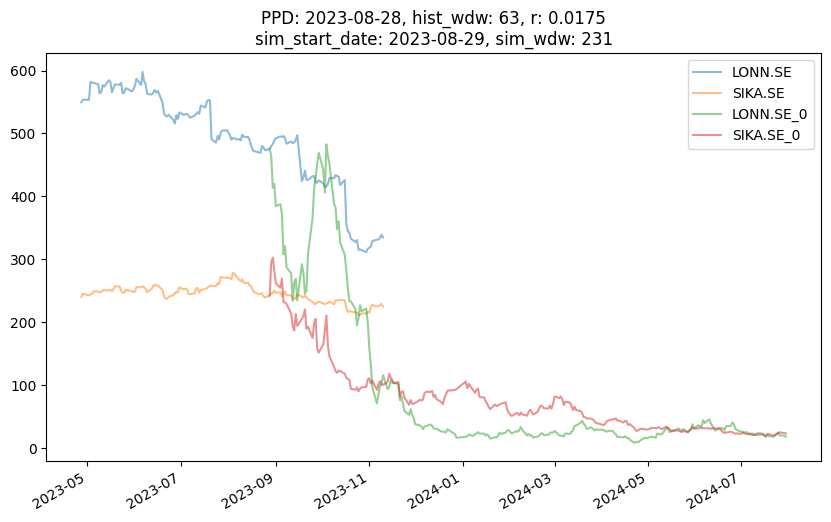 PPD: 2023-08-28, hist_wdw: 63, r: 0.0175
sim_start_date: 2023-08-29, sim_wdw: 231
LONN.SE
SIKA.SE
LONN.SE_0
SIKA.SE_0
600
500
400
300
200
100
0
2023-05
2023-07
2023-09
2023-11
2024-01
2024-03
2024-05
2024-07